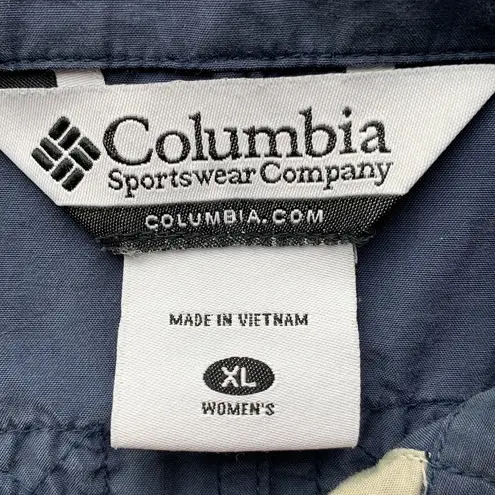 Columbia
Sportswear Company
COLUMBIA.COM
MADE IN VIETNAM
XL
WOMEN'S